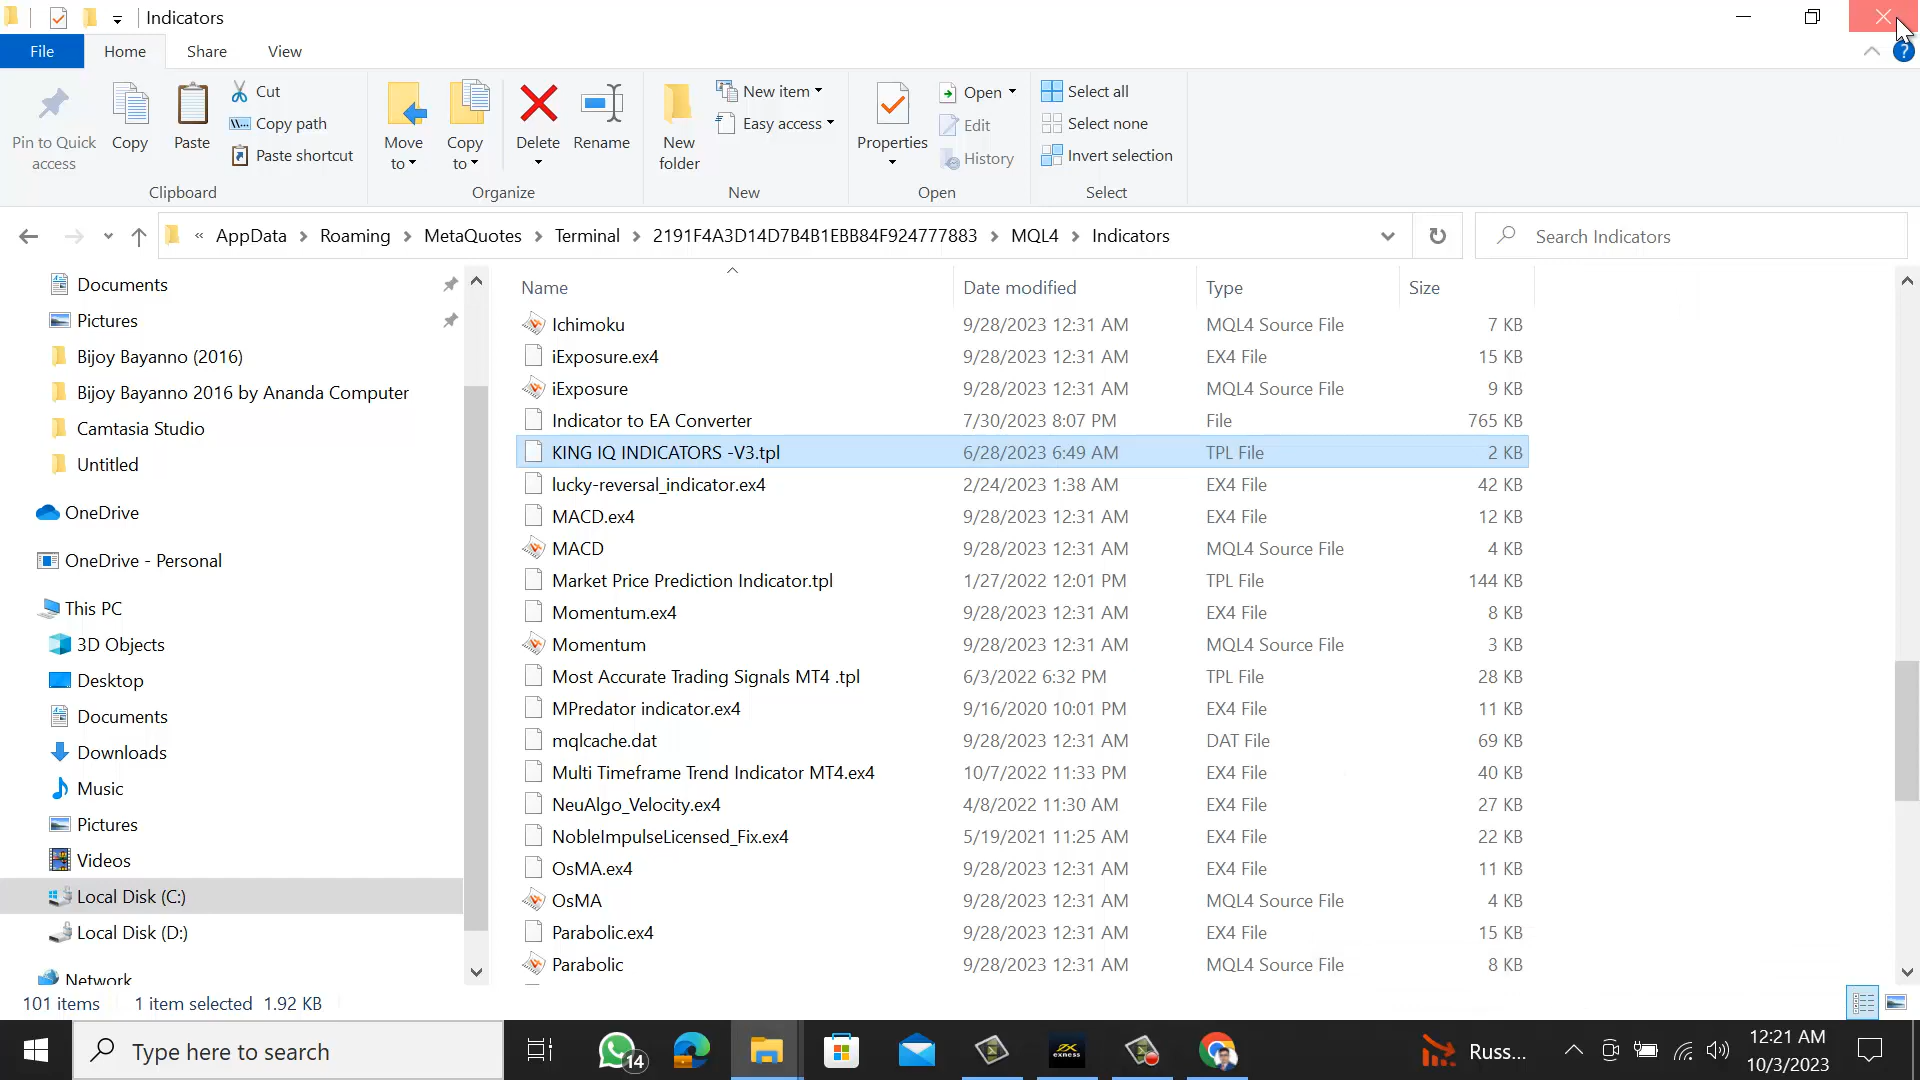 Indicators
File Home Share View
Pin to Quick access
Copy
Paste
Cut
Copy path
Paste shortcut
Clipboard
Move to
Copy to
Delete
Rename
Organize
New folder
New item
Easy access
New
Properties
Open
Edit
History
Open
Select all
Select none
Invert selection
Select
« AppData > Roaming > MetaQuotes > Terminal > 2191F4A3D14D7B4B1EBB84F924777883 > MQL4 > Indicators
Search Indicators
Documents
Pictures
Bijoy Bayanno (2016)
Bijoy Bayanno 2016 by Ananda Computer
Camtasia Studio
Untitled
OneDrive
OneDrive - Personal
This PC
3D Objects
Desktop
Documents
Downloads
Music
Pictures
Videos
Local Disk (C:)
Local Disk (D:)
Network
Name Date modified Type Size
Ichimoku 9/28/2023 12:31 AM MQL4 Source File 7 KB
iExposure.ex4 9/28/2023 12:31 AM EX4 File 15 KB
iExposure 9/28/2023 12:31 AM MQL4 Source File 9 KB
Indicator to EA Converter 7/30/2023 8:07 PM File 765 KB
KING IQ INDICATORS -V3.tpl 6/28/2023 6:49 AM TPL File 2 KB
lucky-reversal_indicator.ex4 2/24/2023 1:38 AM EX4 File 42 KB
MACD.ex4 9/28/2023 12:31 AM EX4 File 12 KB
MACD 9/28/2023 12:31 AM MQL4 Source File 4 KB
Market Price Prediction Indicator.tpl 1/27/2022 12:01 PM TPL File 144 KB
Momentum.ex4 9/28/2023 12:31 AM EX4 File 8 KB
Momentum 9/28/2023 12:31 AM MQL4 Source File 3 KB
Most Accurate Trading Signals MT4 .tpl 6/3/2022 6:32 PM TPL File 28 KB
MPredator indicator.ex4 9/16/2020 10:01 PM EX4 File 11 KB
mqlcache.dat 9/28/2023 12:31 AM DAT File 69 KB
Multi Timeframe Trend Indicator MT4.ex4 10/7/2022 11:33 PM EX4 File 40 KB
NeuAlgo_Velocity.ex4 4/8/2022 11:30 AM EX4 File 27 KB
NobleImpulseLicensed_Fix.ex4 5/19/2021 11:25 AM EX4 File 22 KB
OsMA.ex4 9/28/2023 12:31 AM EX4 File 11 KB
OsMA 9/28/2023 12:31 AM MQL4 Source File 4 KB
Parabolic.ex4 9/28/2023 12:31 AM EX4 File 15 KB
Parabolic 9/28/2023 12:31 AM MQL4 Source File 8 KB
101 items 1 item selected 1.92 KB
Type here to search
14
exness
Russ...
12:21 AM
10/3/2023